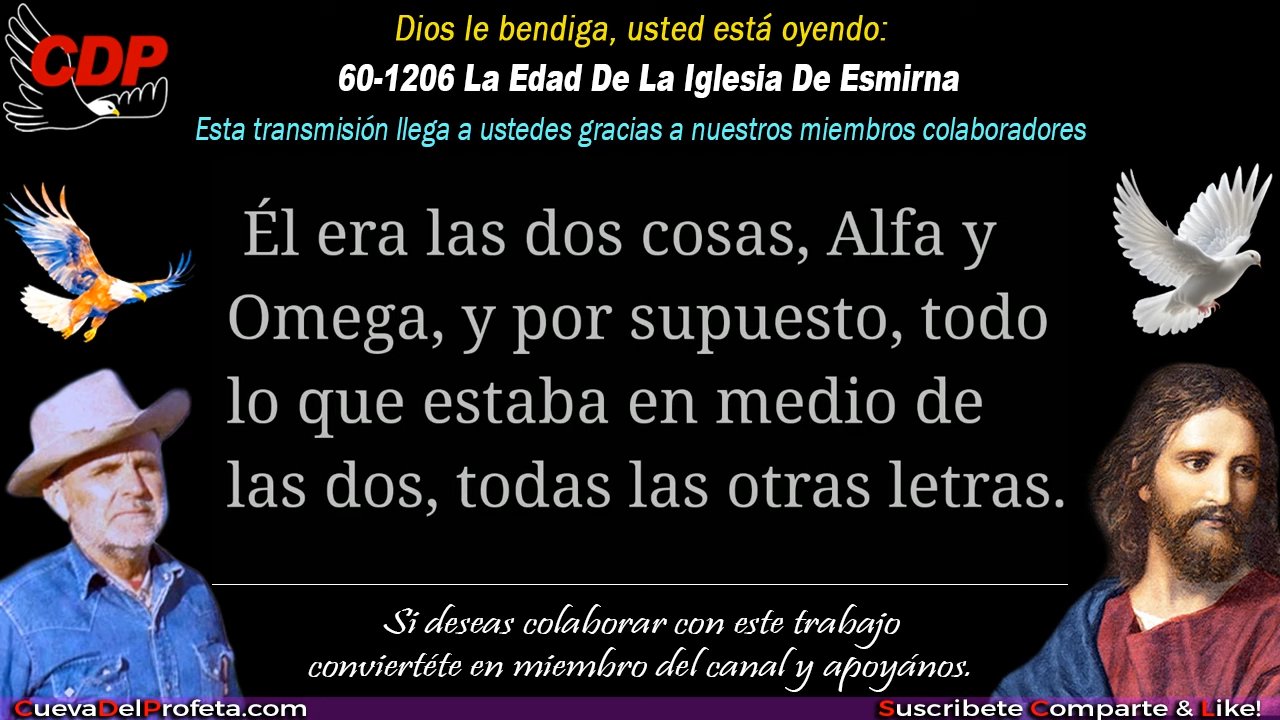 CDP
Dios le bendiga, usted está oyendo:
60-1206 La Edad De La Iglesia De Esmirna
Esta transmisión llega a ustedes gracias a nuestros miembros colaboradores
Él era las dos cosas, Alfa y
Omega, y por supuesto, todo
lo que estaba en medio de
las dos, todas las otras letras.
Si deseas colaborar con este trabajo
conviertéte en miembro del canal y apoyános.
CuevaDelProfeta.com
Suscribete Comparte & Like!